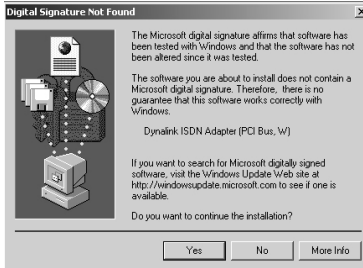 Digital Signature Not Found
The Microsoft digital signature affirms that software has
been tested with Windows and that the software has not
been altered since it was tested.
The software you are about to install does not contain a
Microsoft digital signature. Therefore, there is no
guarantee that this software works correctly with
Windows.
Dynalink ISDN Adapter (PCI Bus, W)
If you want to search for Microsoft digitally signed
software, visit the Windows Update Web site at
http://windowsupdate.microsoft.com to see if one is
available.
Do you want to continue the installation?
Yes No More Info